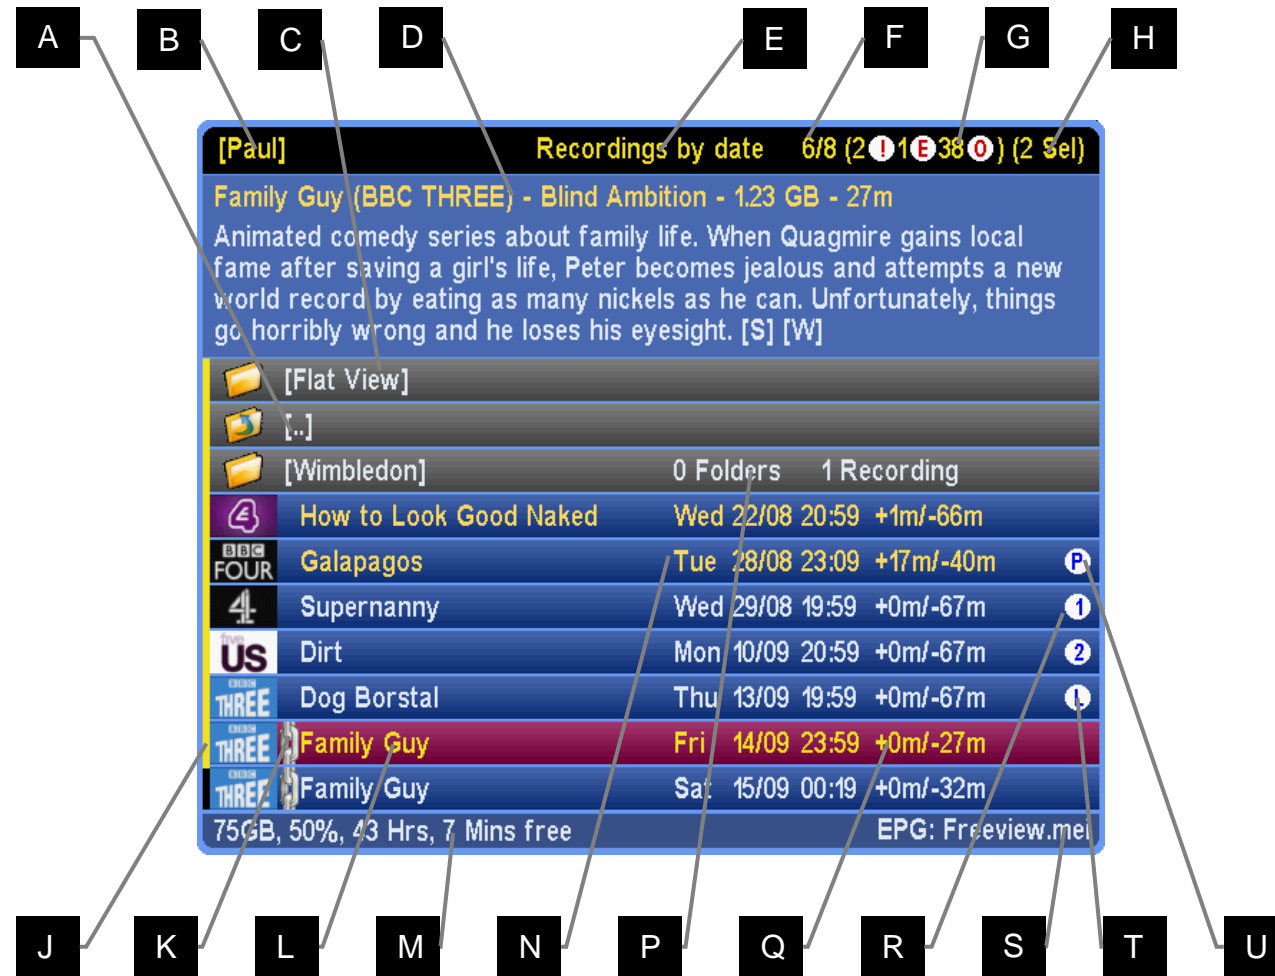 A B C D E F G H
[Paul] Recordings by date 6/8 (2 ! 1 E 38 O ) (2 Sel)
Family Guy (BBC THREE) - Blind Ambition - 1.23 GB - 27m
Animated comedy series about family life. When Quagmire gains local
fame after saving a girl's life, Peter becomes jealous and attempts a new
world record by eating as many nickels as he can. Unfortunately, things
go horribly wrong and he loses his eyesight. [S] [W]
[Flat View]
[..]
[Wimbledon] 0 Folders 1 Recording
4 How to Look Good Naked Wed 22/08 20:59 +1m/-66m
BBC FOUR Galapagos Tue 28/08 23:09 +17m/-40m P
4 Supernanny Wed 29/08 19:59 +0m/-67m 1
five US Dirt Mon 10/09 20:59 +0m/-67m 2
BBC THREE Dog Borstal Thu 13/09 19:59 +0m/-67m L
BBC THREE Family Guy Fri 14/09 23:59 +0m/-27m
BBC THREE Family Guy Sat 15/09 00:19 +0m/-32m
75GB, 50%, 43 Hrs, 7 Mins free EPG: Freeview.mei
J K L M N P Q R S T U